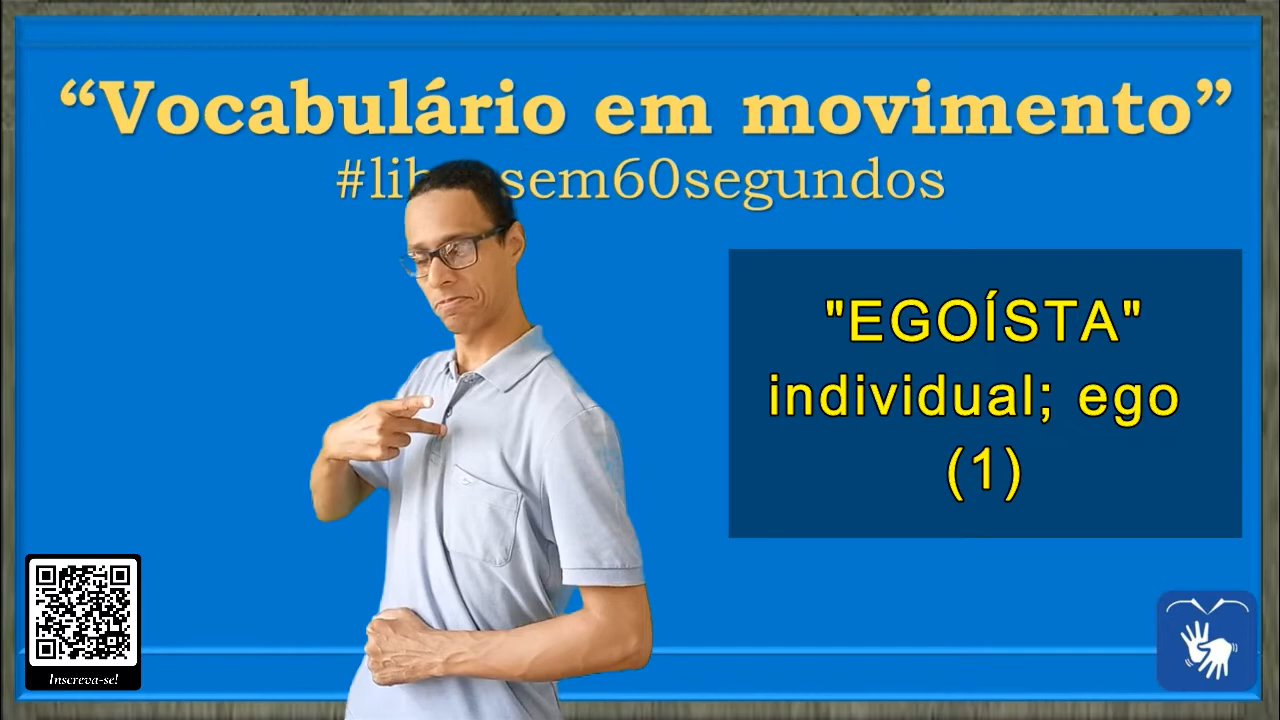 “Vocabulário em movimento”
#lib sem60segundos
"EGOÍSTA"
individual; ego
(1)
Inscreva-se!